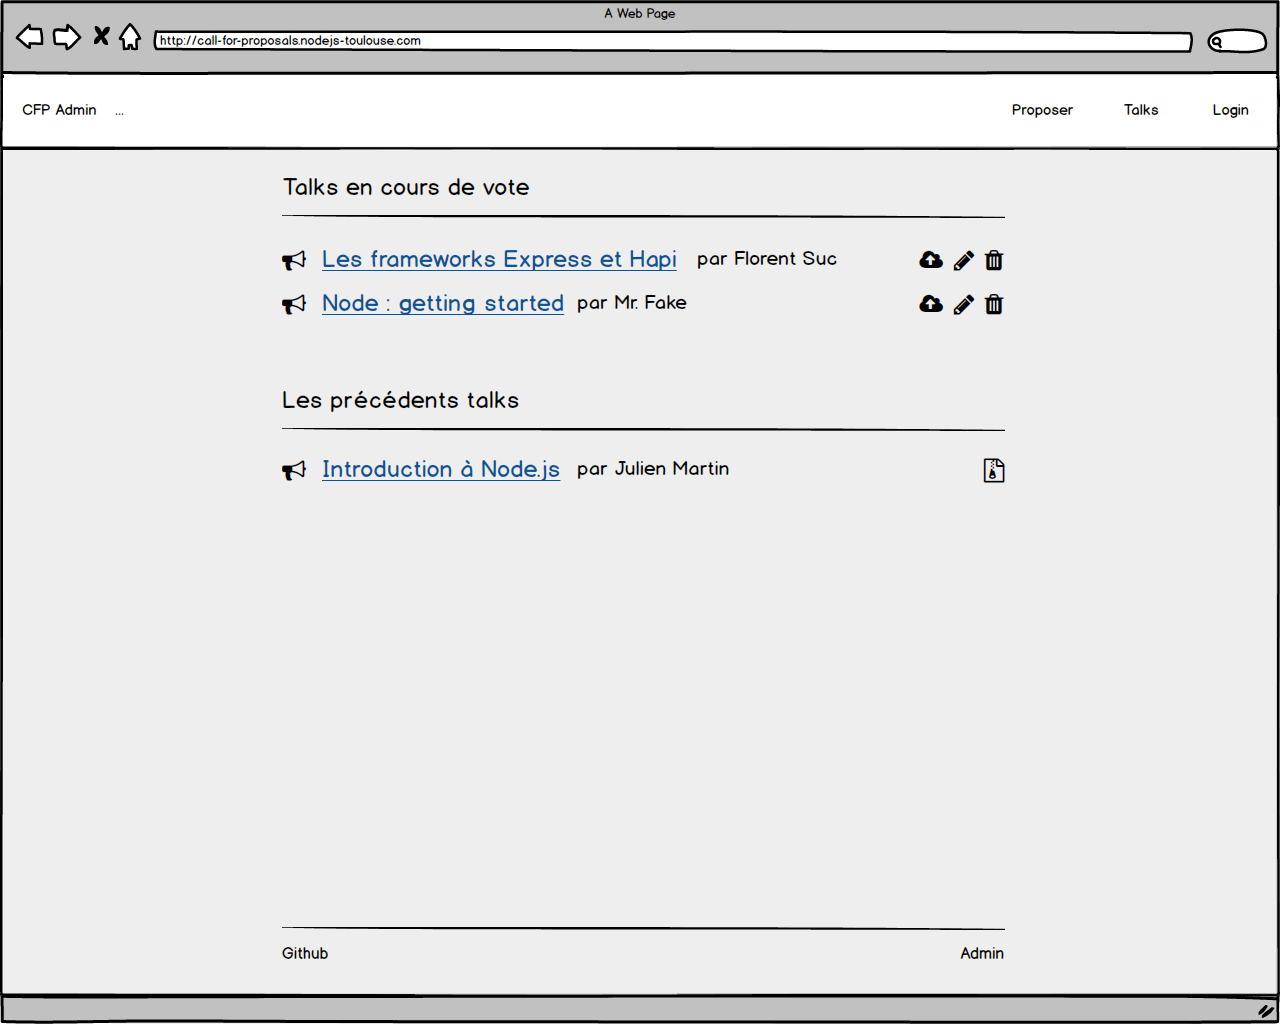 A Web Page
http://call-for-proposals.nodejs-toulouse.com
CFP Admin ... Proposer Talks Login
Talks en cours de vote
Les frameworks Express et Hapi par Florent Suc
Node : getting started par Mr. Fake
Les précédents talks
Introduction à Node.js par Julien Martin
Github Admin